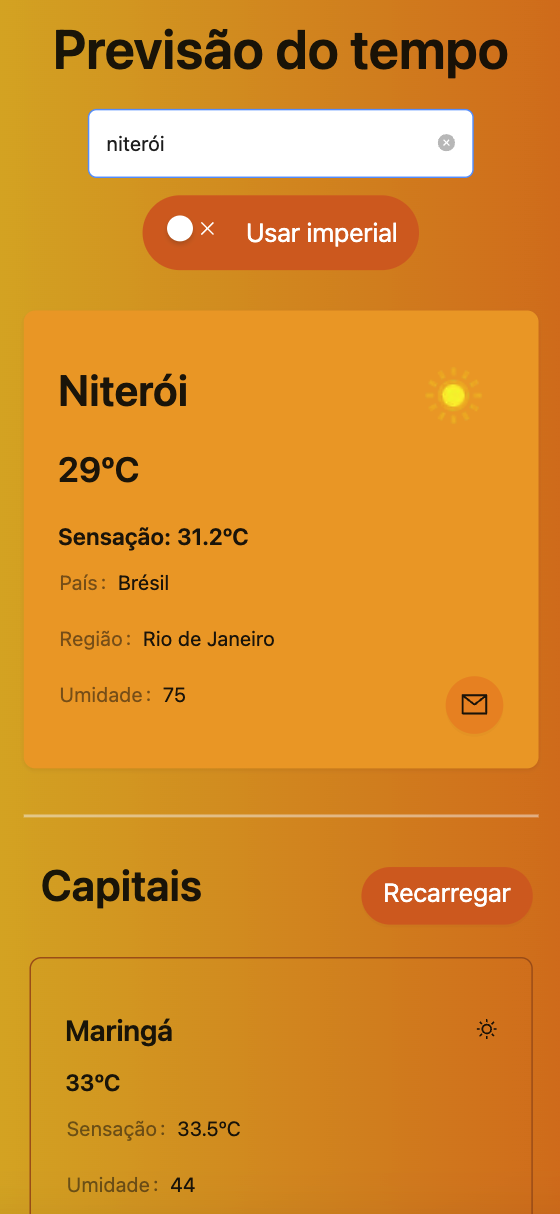 Previsão do tempo
niterói
Usar imperial
Niterói
29ºC
Sensação: 31.2ºC
País: Brésil
Região: Rio de Janeiro
Umidade: 75
Capitais
Recarregar
Maringá
33ºC
Sensação: 33.5ºC
Umidade: 44